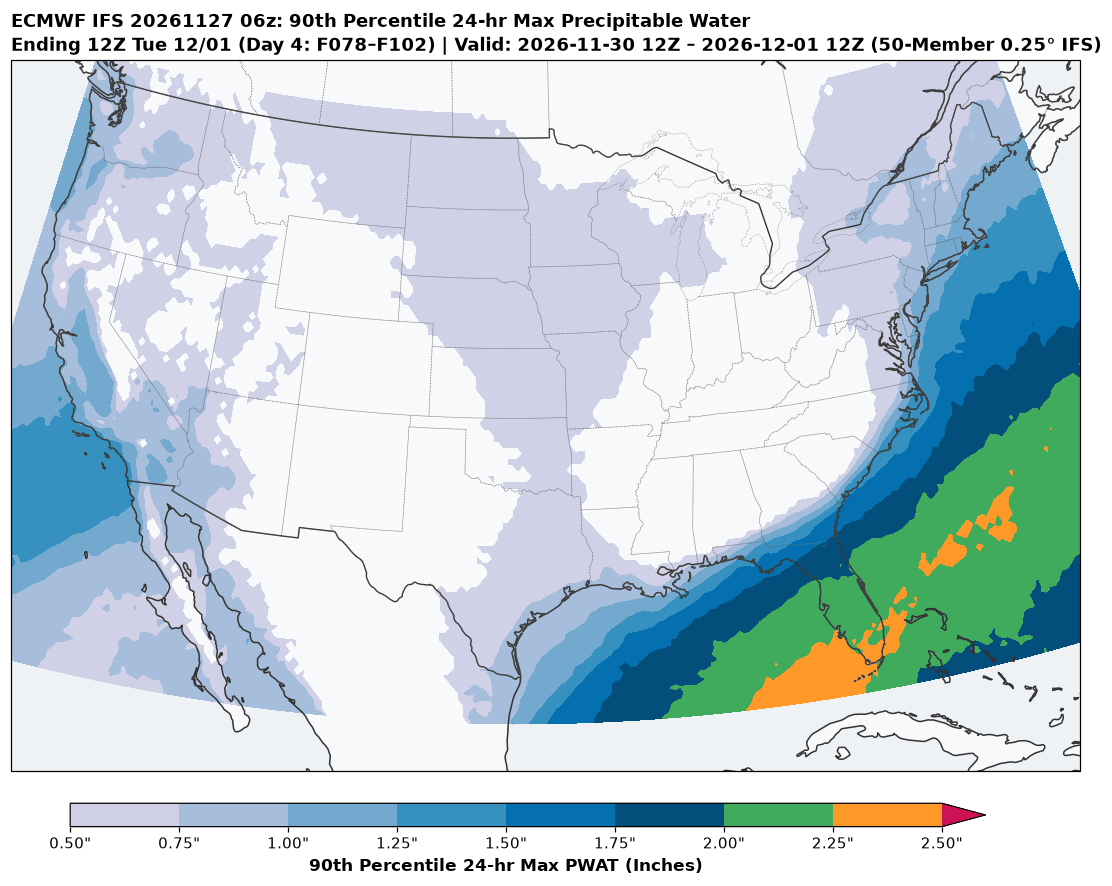 ECMWF IFS 20261127 06z: 90th Percentile 24-hr Max Precipitable Water
Ending 12Z Tue 12/01 (Day 4: F078–F102) | Valid: 2026-11-30 12Z – 2026-12-01 12Z (50-Member 0.25° IFS)
0.50" 0.75" 1.00" 1.25" 1.50" 1.75" 2.00" 2.25" 2.50"
90th Percentile 24-hr Max PWAT (Inches)